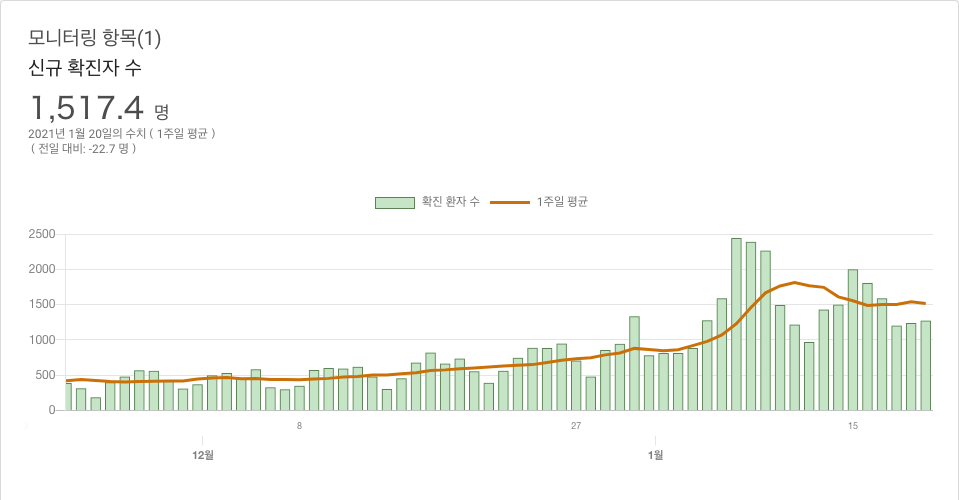 모니터링 항목(1)
신규 확진자 수
1,517.4 명
2021년 1월 20일의 수치 ( 1주일 평균 )
( 전일 대비: -22.7 명 )
확진 환자 수 1주일 평균
2500
2000
1500
1000
500
0
8 27 15
12월 1월